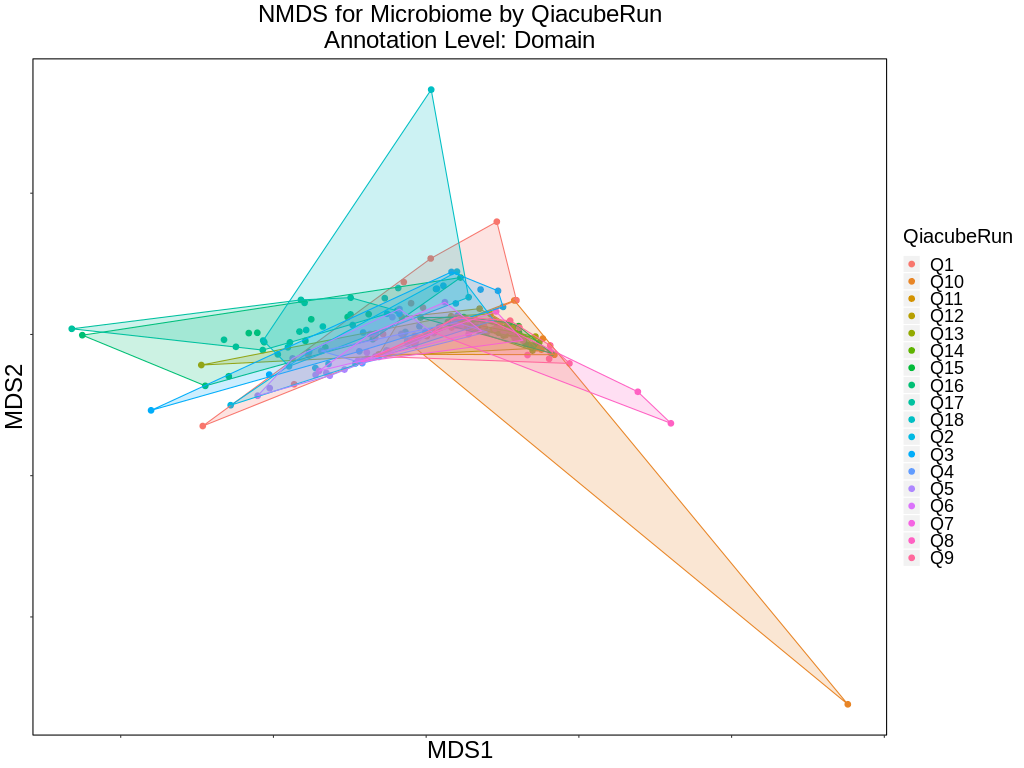 NMDS for Microbiome by QiacubeRun
Annotation Level: Domain
MDS2
MDS1
QiacubeRun
Q1
Q10
Q11
Q12
Q13
Q14
Q15
Q16
Q17
Q18
Q2
Q3
Q4
Q5
Q6
Q7
Q8
Q9